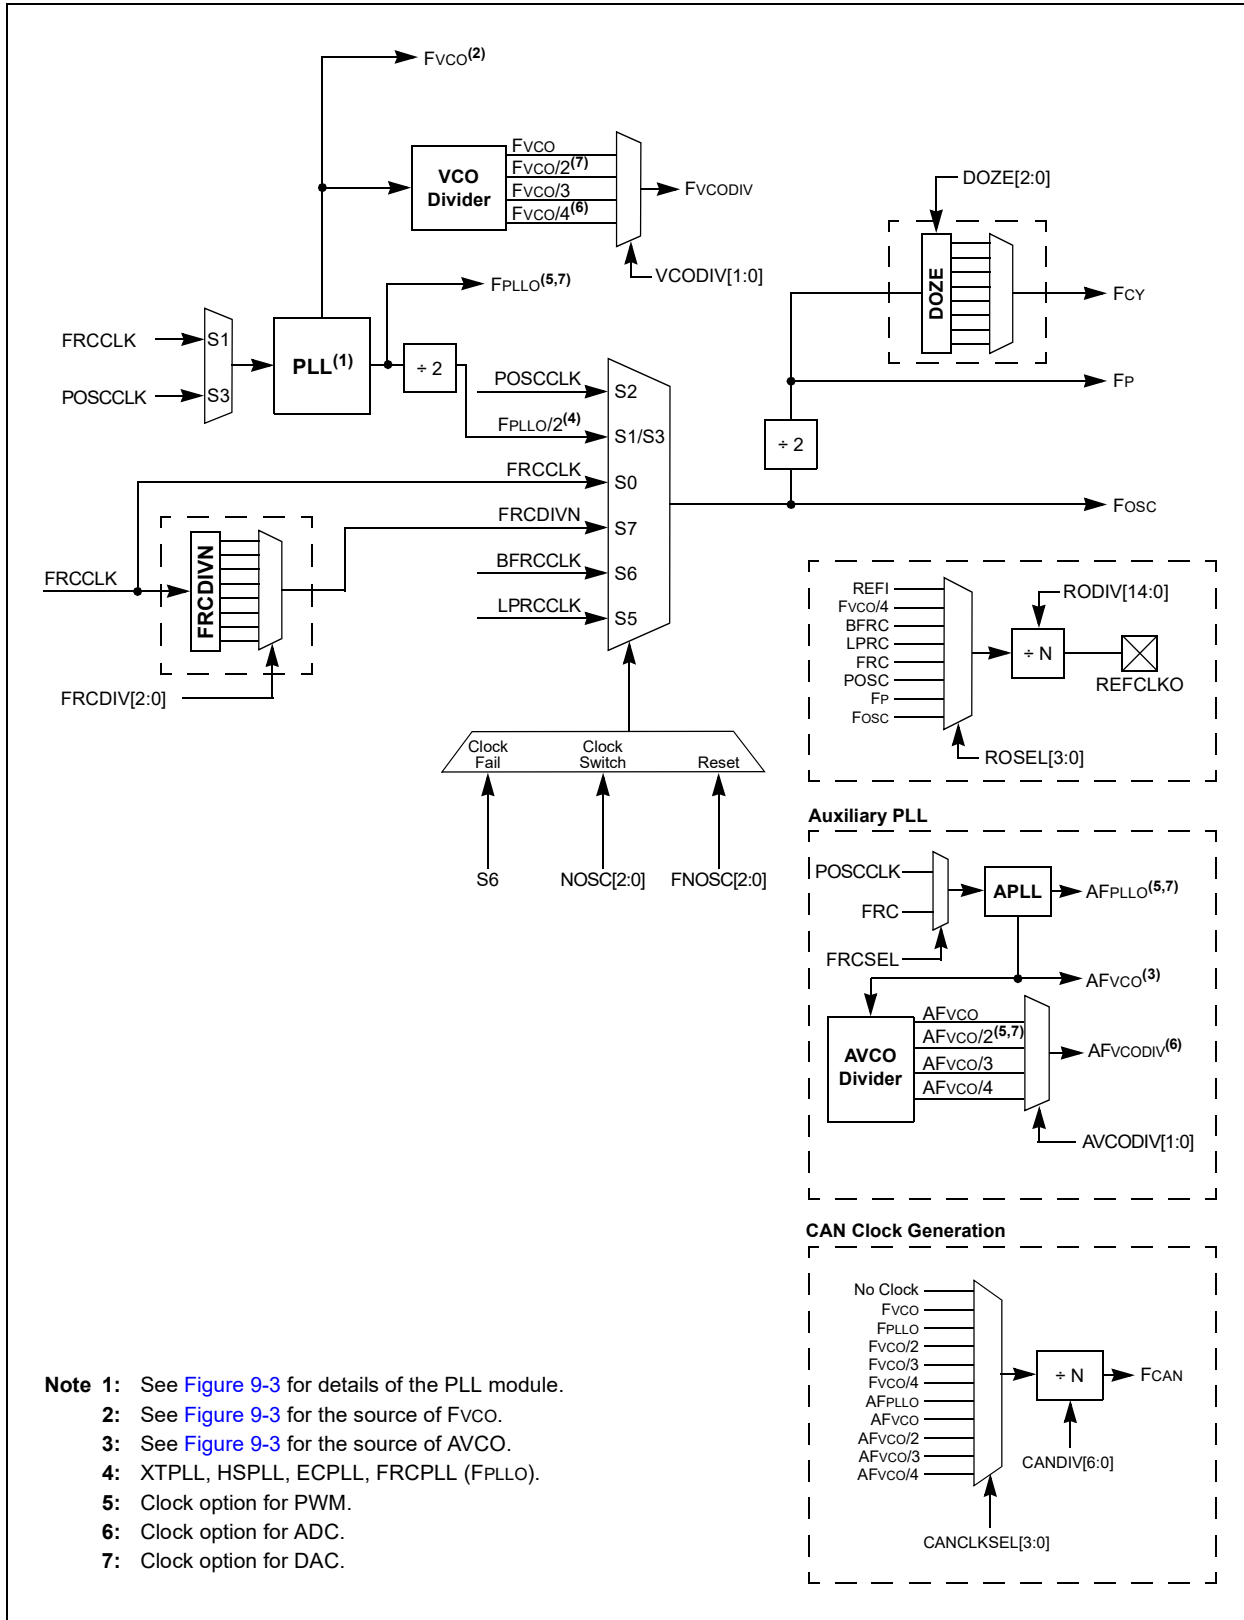 FVCO(2)
VCO
Divider
FVCO
FVCO/2(7)
FVCO/3
FVCO/4(6)
FVCODIV
VCODIV[1:0]
FPLLO(5,7)
FRCCLK
POSCCLK
S1
S3
PLL(1)
÷ 2
DOZE[2:0]
DOZE
FCY
FP
÷ 2
FOSC
POSCCLK
S2
FPLLO/2(4)
S1/S3
FRCCLK
S0
FRCDIVN
S7
BFRCCLK
S6
LPRCCLK
S5
FRCCLK
FRCDIVN
FRCDIV[2:0]
Clock
Fail
Clock
Switch
Reset
S6
NOSC[2:0]
FNOSC[2:0]
REFI
FVCO/4
BFRC
LPRC
FRC
POSC
FP
FOSC
RODIV[14:0]
÷ N
REFCLKO
ROSEL[3:0]
Auxiliary PLL
POSCCLK
FRC
FRCSEL
APLL
AFPLLO(5,7)
AFVCO(3)
AVCO
Divider
AFVCO
AFVCO/2(5,7)
AFVCO/3
AFVCO/4
AFVCODIV(6)
AVCODIV[1:0]
CAN Clock Generation
No Clock
FVCO
FPLLO
FVCO/2
FVCO/3
FVCO/4
AFPLLO
AFVCO
AFVCO/2
AFVCO/3
AFVCO/4
÷ N
FCAN
CANDIV[6:0]
CANCLKSEL[3:0]
Note 1: See Figure 9-3 for details of the PLL module.
2: See Figure 9-3 for the source of FVCO.
3: See Figure 9-3 for the source of AVCO.
4: XTPLL, HSPLL, ECPLL, FRCPLL (FPLLO).
5: Clock option for PWM.
6: Clock option for ADC.
7: Clock option for DAC.